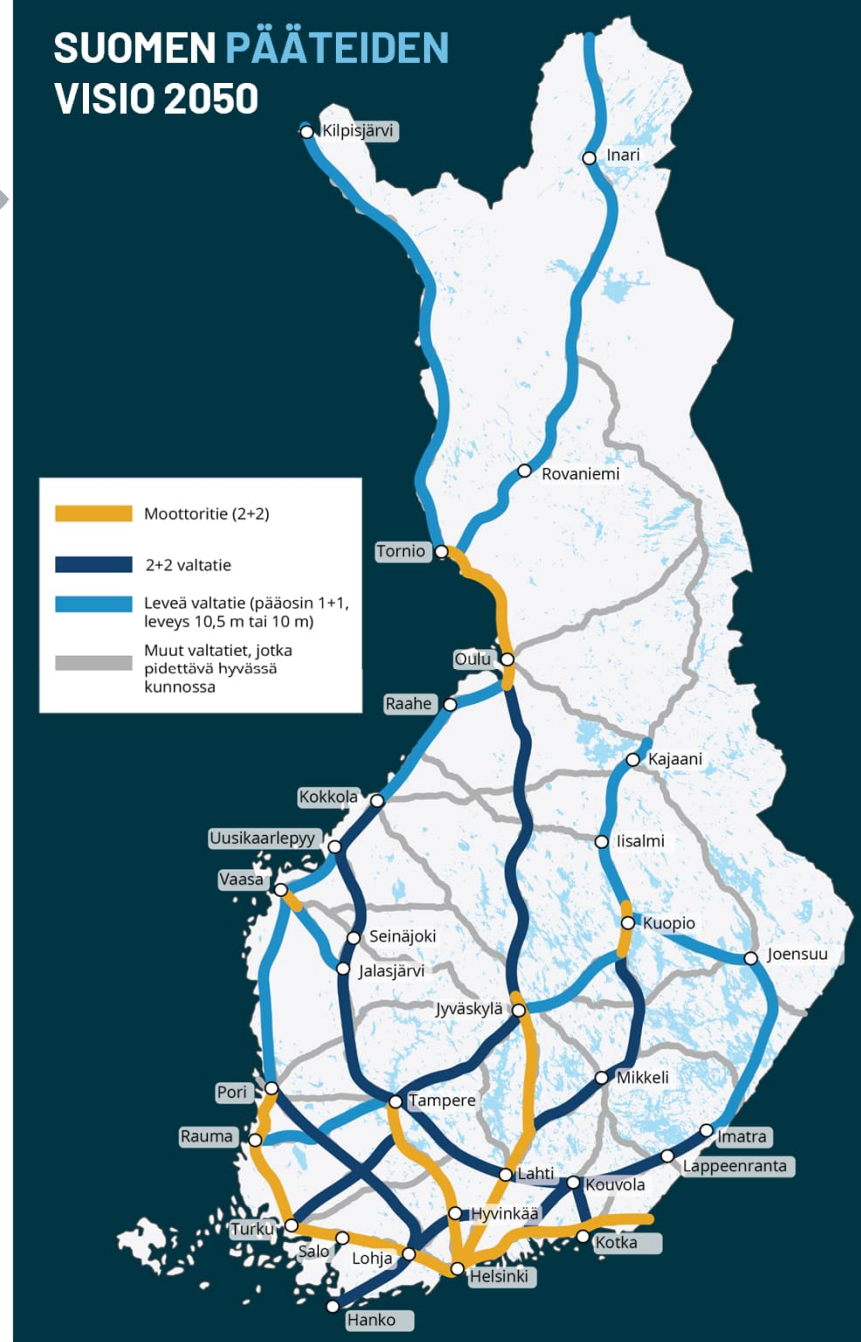 SUOMEN PÄÄTEIDEN
VISIO 2050
Kilpisjärvi
Inari
Rovaniemi
Moottoritie (2+2)
2+2 valtatie
Leveä valtatie (pääosin 1+1,
leveys 10,5 m tai 10 m)
Muut valtatiet, jotka
pidettävä hyvässä
kunnossa
Tornio
Oulu
Raahe
Kajaani
Kokkola
Uusikaarlepyy
Iisalmi
Vaasa
Kuopio
Seinäjoki
Joensuu
Jalasjärvi
Jyväskylä
Mikkeli
Pori
Tampere
Rauma
Imatra
Lappeenranta
Lahti
Kouvola
Hyvinkää
Turku
Salo
Lohja
Kotka
Helsinki
Hanko